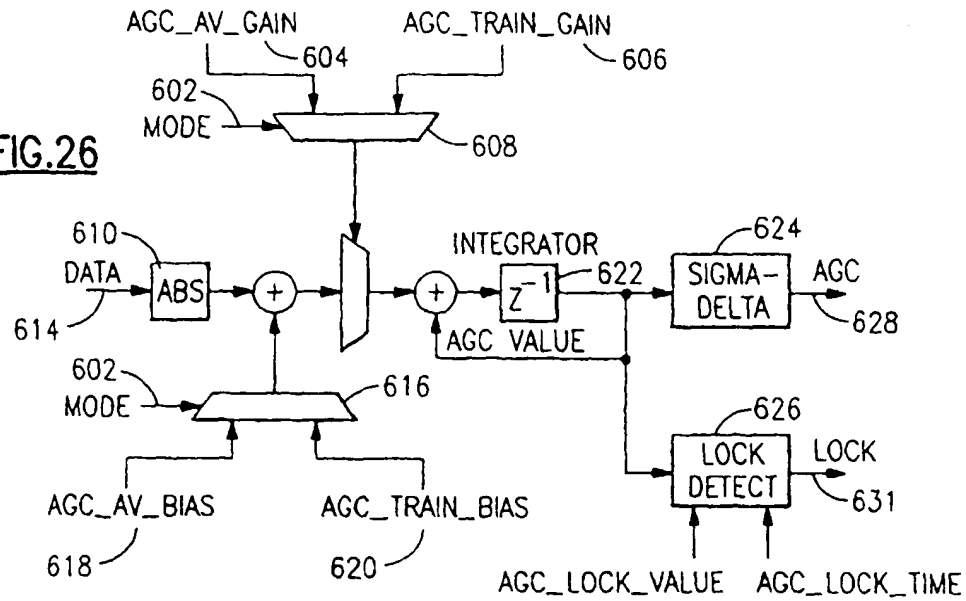 AGC_AV_GAIN
604
AGC_TRAIN_GAIN
606
602
MODE
608
FIG.26
610
DATA
614
ABS
+
INTEGRATOR
+
Z⁻¹
622
AGC VALUE
624
SIGMA-
DELTA
AGC
628
602
MODE
616
626
LOCK
DETECT
LOCK
631
AGC_AV_BIAS
618
AGC_TRAIN_BIAS
620
AGC_LOCK_VALUE
AGC_LOCK_TIME